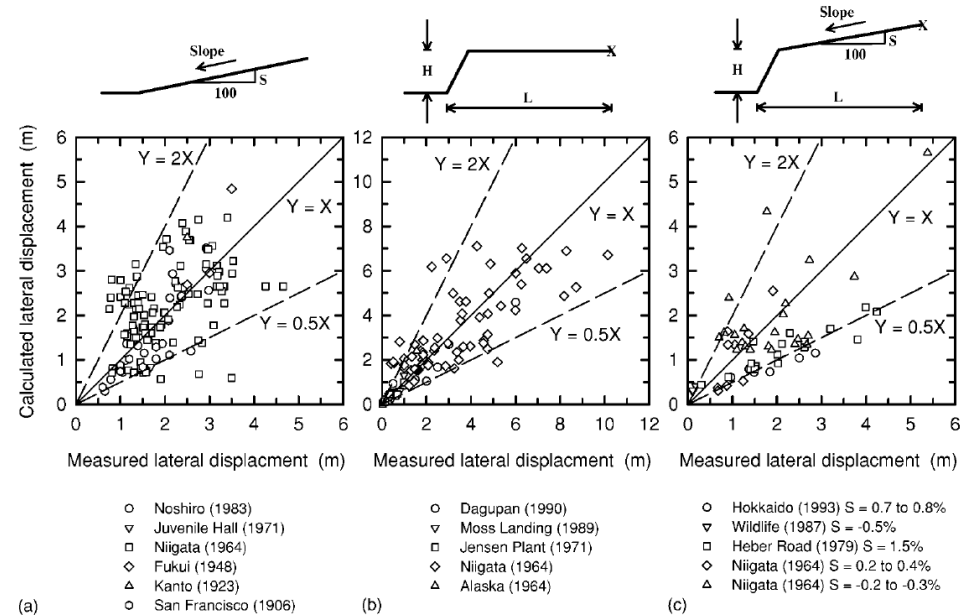 Slope
S
100
H
L
X
Slope
S
100
H
L
X
Calculated lateral displacement (m)
6
5
4
3
2
1
0
Y = 2X
Y = X
Y = 0.5X
0 1 2 3 4 5 6
Measured lateral displacment (m)
12
10
8
6
4
2
0
Y = 2X
Y = X
Y = 0.5X
0 2 4 6 8 10 12
Measured lateral displacment (m)
6
5
4
3
2
1
0
Y = 2X
Y = X
Y = 0.5X
0 1 2 3 4 5 6
Measured lateral displacment (m)
Noshiro (1983)
Juvenile Hall (1971)
Niigata (1964)
Fukui (1948)
Kanto (1923)
San Francisco (1906)
(a)
Dagupan (1990)
Moss Landing (1989)
Jensen Plant (1971)
Niigata (1964)
Alaska (1964)
(b)
Hokkaido (1993) S = 0.7 to 0.8%
Wildlife (1987) S = -0.5%
Heber Road (1979) S = 1.5%
Niigata (1964) S = 0.2 to 0.4%
Niigata (1964) S = -0.2 to -0.3%
(c)